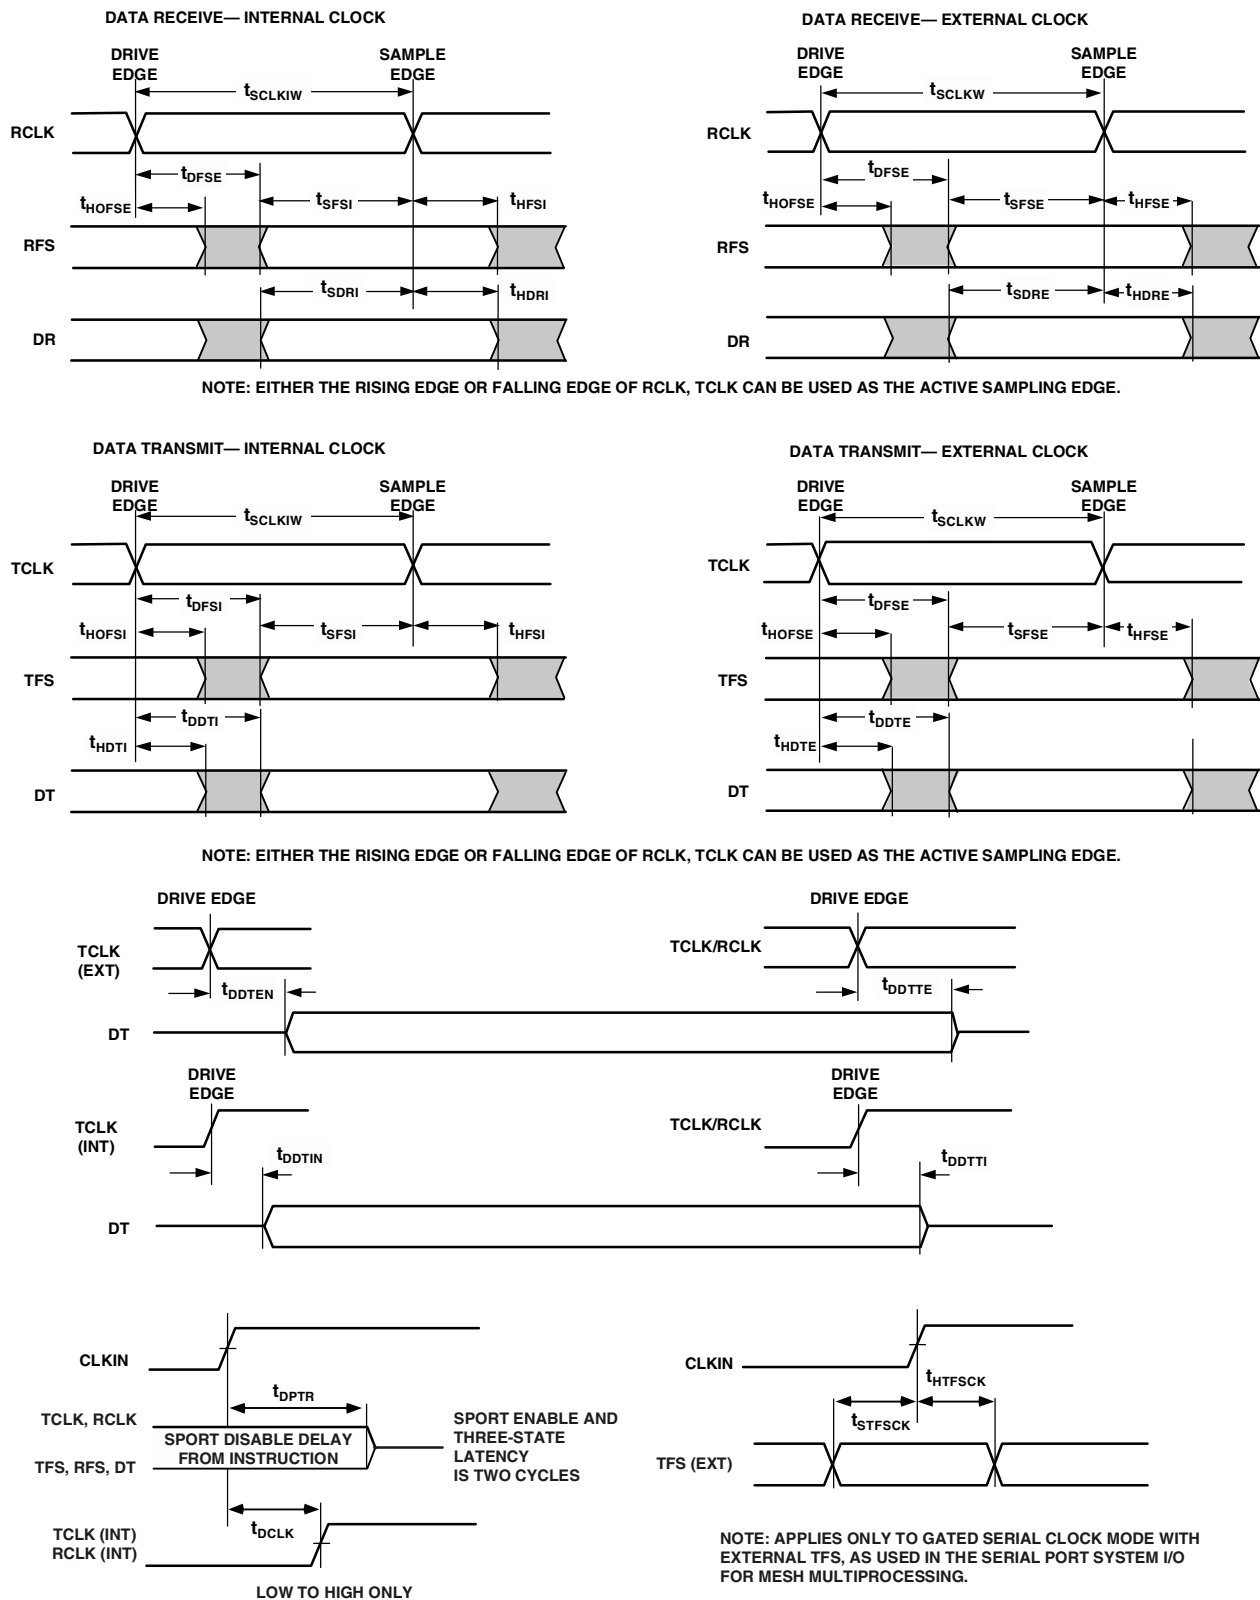 DATA RECEIVE— INTERNAL CLOCK
DRIVE EDGE
SAMPLE EDGE
tSCLKIW
RCLK
tDFSE
tHOFSE
tSFSI
tHFSI
RFS
tSDRI
tHDRI
DR
DATA RECEIVE— EXTERNAL CLOCK
DRIVE EDGE
SAMPLE EDGE
tSCLKW
RCLK
tDFSE
tHOFSE
tSFSE
tHFSE
RFS
tSDRE
tHDRE
DR
NOTE: EITHER THE RISING EDGE OR FALLING EDGE OF RCLK, TCLK CAN BE USED AS THE ACTIVE SAMPLING EDGE.
DATA TRANSMIT— INTERNAL CLOCK
DRIVE EDGE
SAMPLE EDGE
tSCLKIW
TCLK
tDFSI
tHOFSI
tSFSI
tHFSI
TFS
tDDTI
tHDTI
DT
DATA TRANSMIT— EXTERNAL CLOCK
DRIVE EDGE
SAMPLE EDGE
tSCLKW
TCLK
tDFSE
tHOFSE
tSFSE
tHFSE
TFS
tDDTE
tHDTE
DT
NOTE: EITHER THE RISING EDGE OR FALLING EDGE OF RCLK, TCLK CAN BE USED AS THE ACTIVE SAMPLING EDGE.
DRIVE EDGE
DRIVE EDGE
TCLK
(EXT)
TCLK/RCLK
tDDTEN
tDDTTE
DT
DRIVE
EDGE
DRIVE
EDGE
TCLK
(INT)
TCLK/RCLK
tDDTIN
tDDTTI
DT
CLKIN
tDPTR
TCLK, RCLK
SPORT DISABLE DELAY
FROM INSTRUCTION
TFS, RFS, DT
SPORT ENABLE AND
THREE-STATE
LATENCY
IS TWO CYCLES
tDCLK
TCLK (INT)
RCLK (INT)
LOW TO HIGH ONLY
CLKIN
tHTFSCK
tSTFSCK
TFS (EXT)
NOTE: APPLIES ONLY TO GATED SERIAL CLOCK MODE WITH
EXTERNAL TFS, AS USED IN THE SERIAL PORT SYSTEM I/O
FOR MESH MULTIPROCESSING.